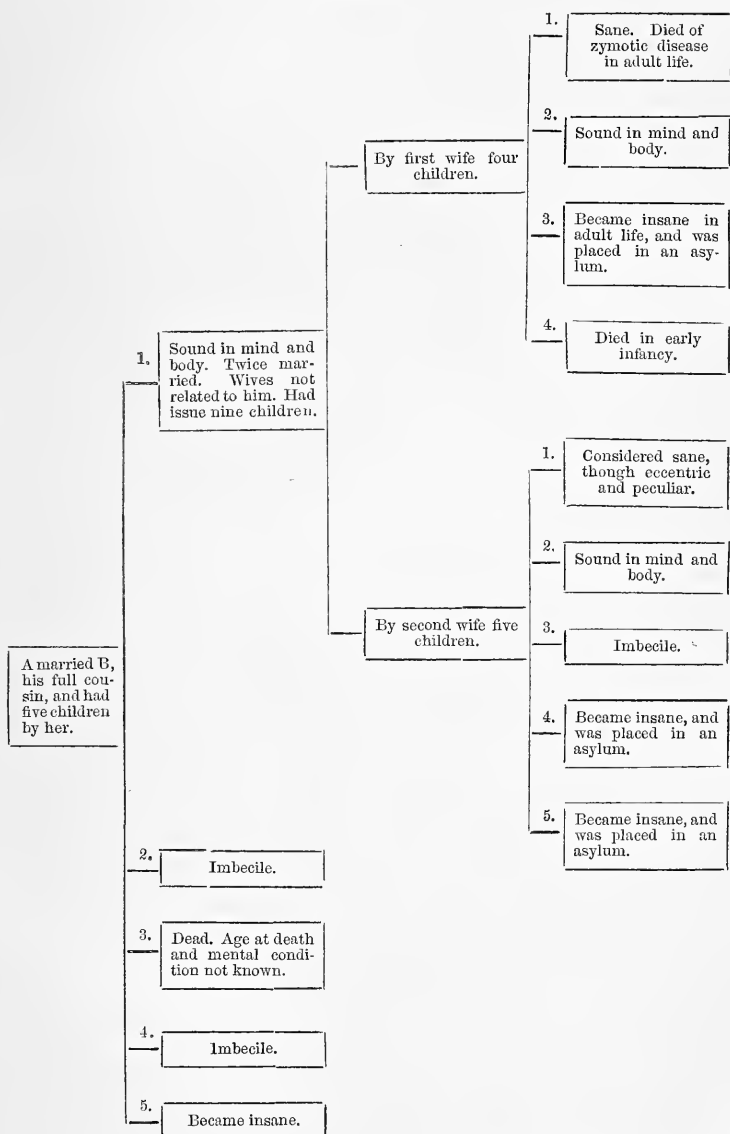 A married B,
his full cou-
sin, and had
five children
by her.
1.
Sound in mind and
body. Twice mar-
ried. Wives not
related to him. Had
issue nine children.
By first wife four
children.
1.
Sane. Died of
zymotic disease
in adult life.
2.
Sound in mind and
body.
3.
Became insane in
adult life, and was
placed in an asy-
lum.
4.
Died in early
infancy.
By second wife five
children.
1.
Considered sane,
though eccentric
and peculiar.
2.
Sound in mind and
body.
3.
Imbecile.
4.
Became insane, and
was placed in an
asylum.
5.
Became insane, and
was placed in an
asylum.
2.
Imbecile.
3.
Dead. Age at death
and mental condi-
tion not known.
4.
Imbecile.
5.
Became insane.